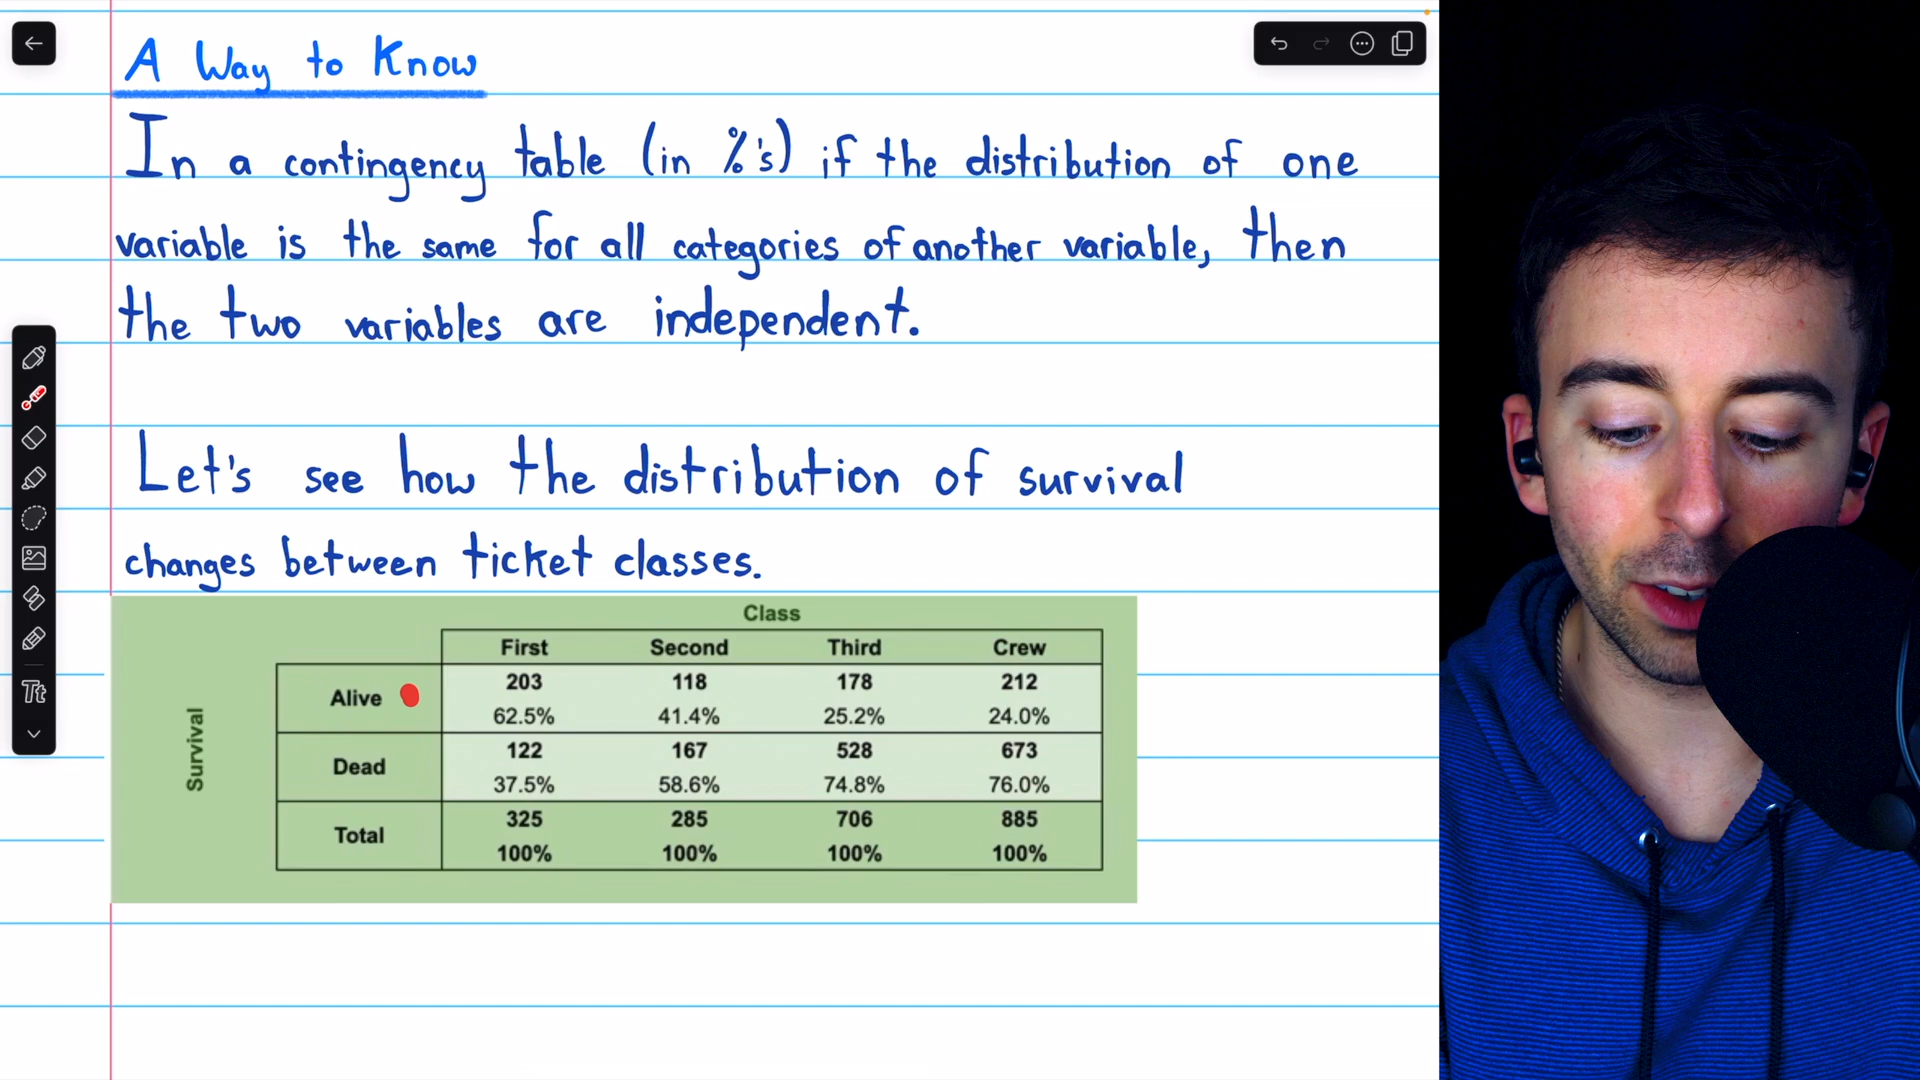 A Way to Know
In a contingency table (in %'s) if the distribution of one
variable is the same for all categories of another variable, then
the two variables are independent.
Let's see how the distribution of survival
changes between ticket classes.
Class
First Second Third Crew
Survival
Alive 203 118 178 212
62.5% 41.4% 25.2% 24.0%
Dead 122 167 528 673
37.5% 58.6% 74.8% 76.0%
Total 325 285 706 885
100% 100% 100% 100%
Tt